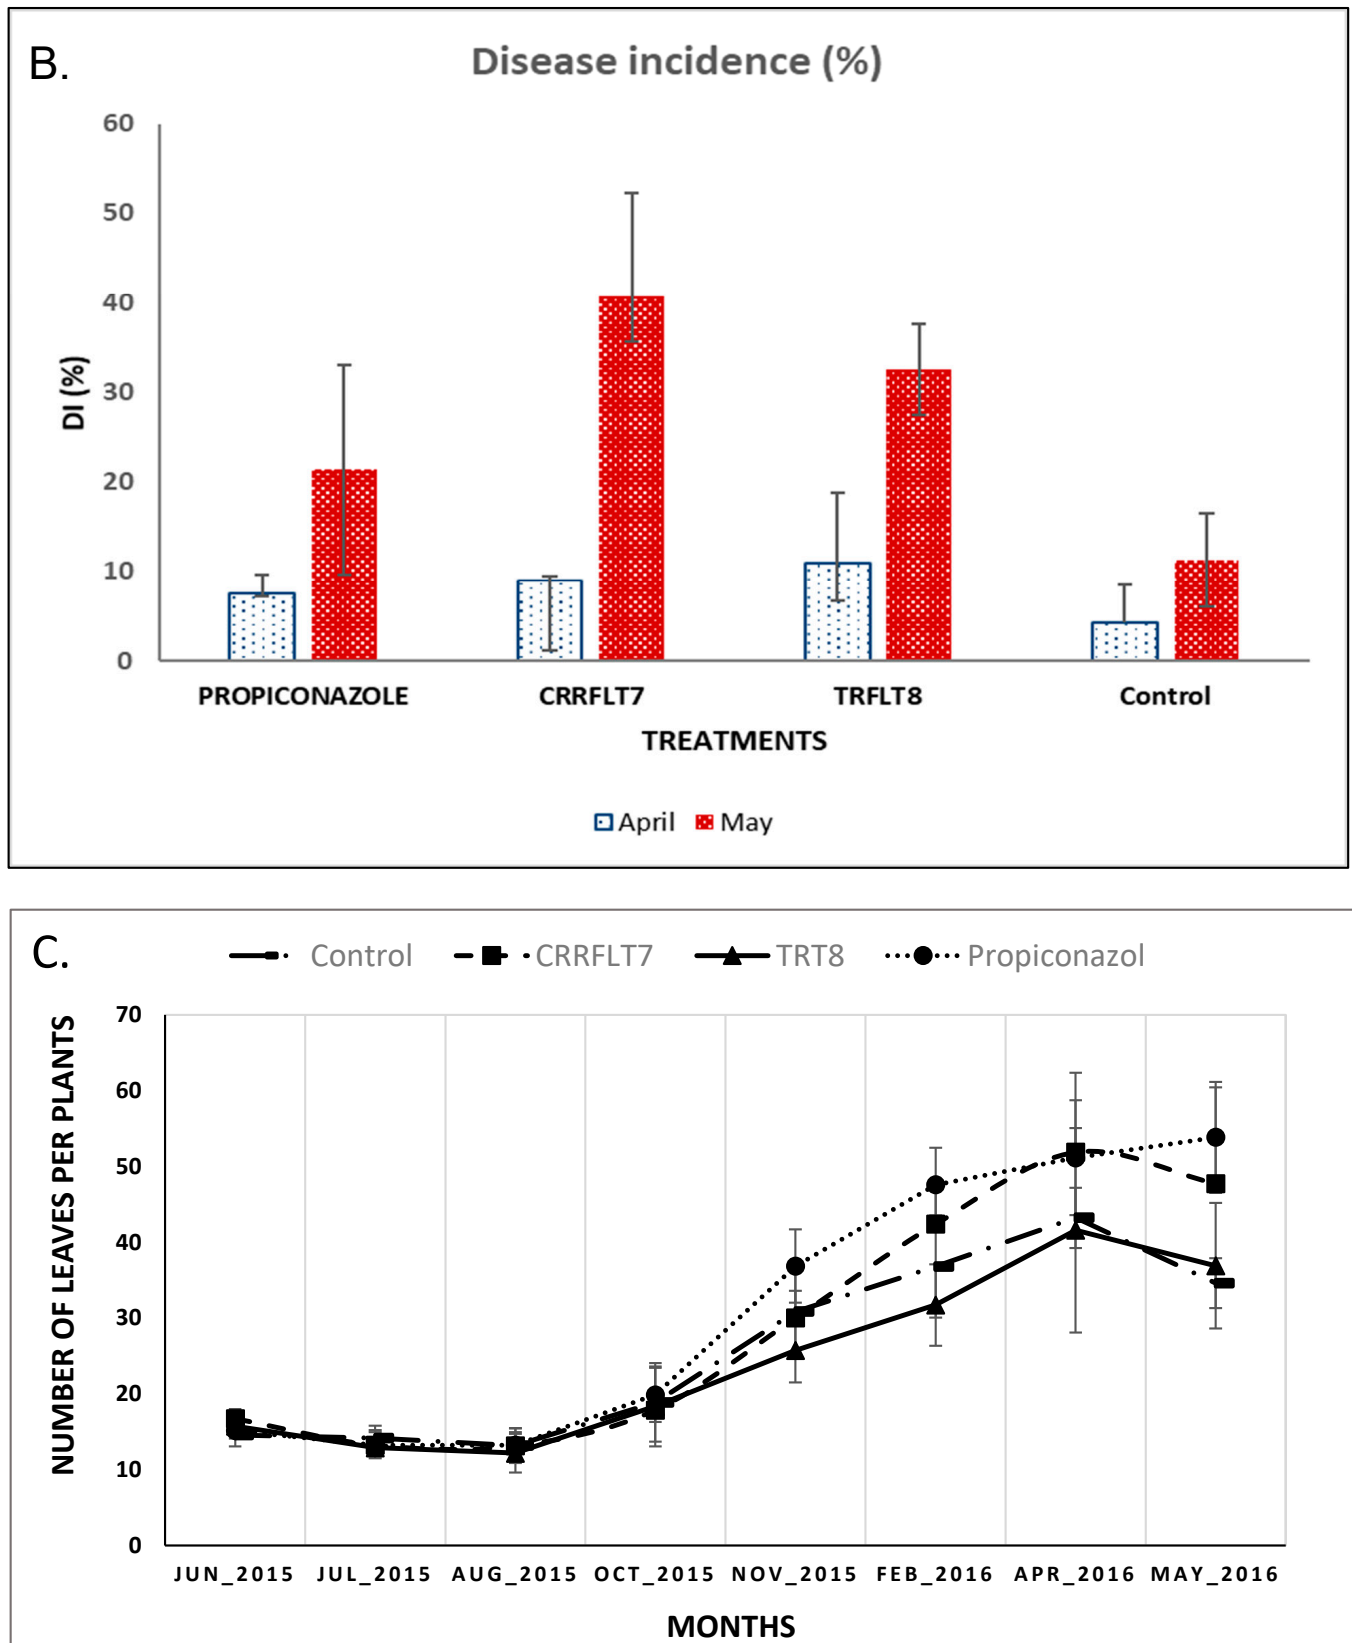 B.
Disease incidence (%)
60
50
40
30
20
10
0
DI (%)
PROPICONAZOLE CRRFLT7 TRFLT8 Control
TREATMENTS
April May
C.
Control CRRFLT7 TRT8 Propiconazol
NUMBER OF LEAVES PER PLANTS
70
60
50
40
30
20
10
0
JUN_2015 JUL_2015 AUG_2015 OCT_2015 NOV_2015 FEB_2016 APR_2016 MAY_2016
MONTHS